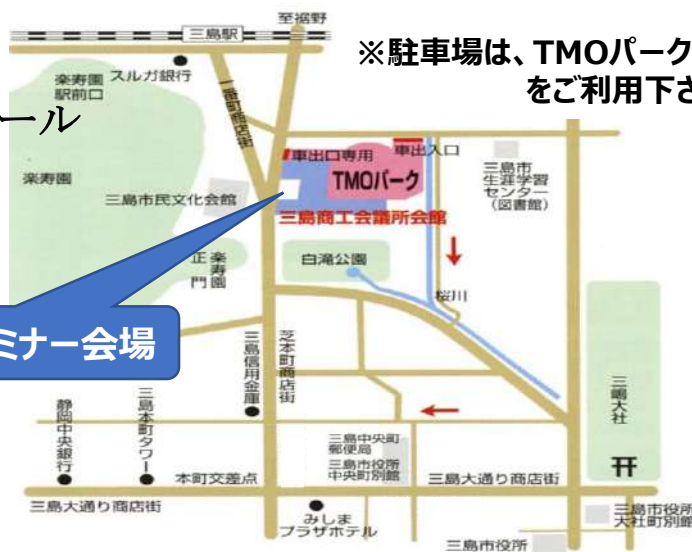 至裾野
三島駅
※駐車場は、TMOパーク
をご利用下さ
スルガ銀行
楽寿園
駅前口
一番町商店街
ール
車出口専用
車出入口
TMOパーク
三島市
生涯学習
センター
(図書館)
楽寿園
三島市民文化会館
三島商工会議所会館
楽寿園
正門
白滝公園
桜川
ミナー会場
三島信用金庫
芝本町商店街
三嶋大社
静岡中央銀行
三島本町タワー
三島中央町
郵便局
三島市役所
中央町別館
本町交差点
三島大通り商店街
三島大通り商店街
みしま
プラザホテル
三島市役所
大社町別館
三島市役所